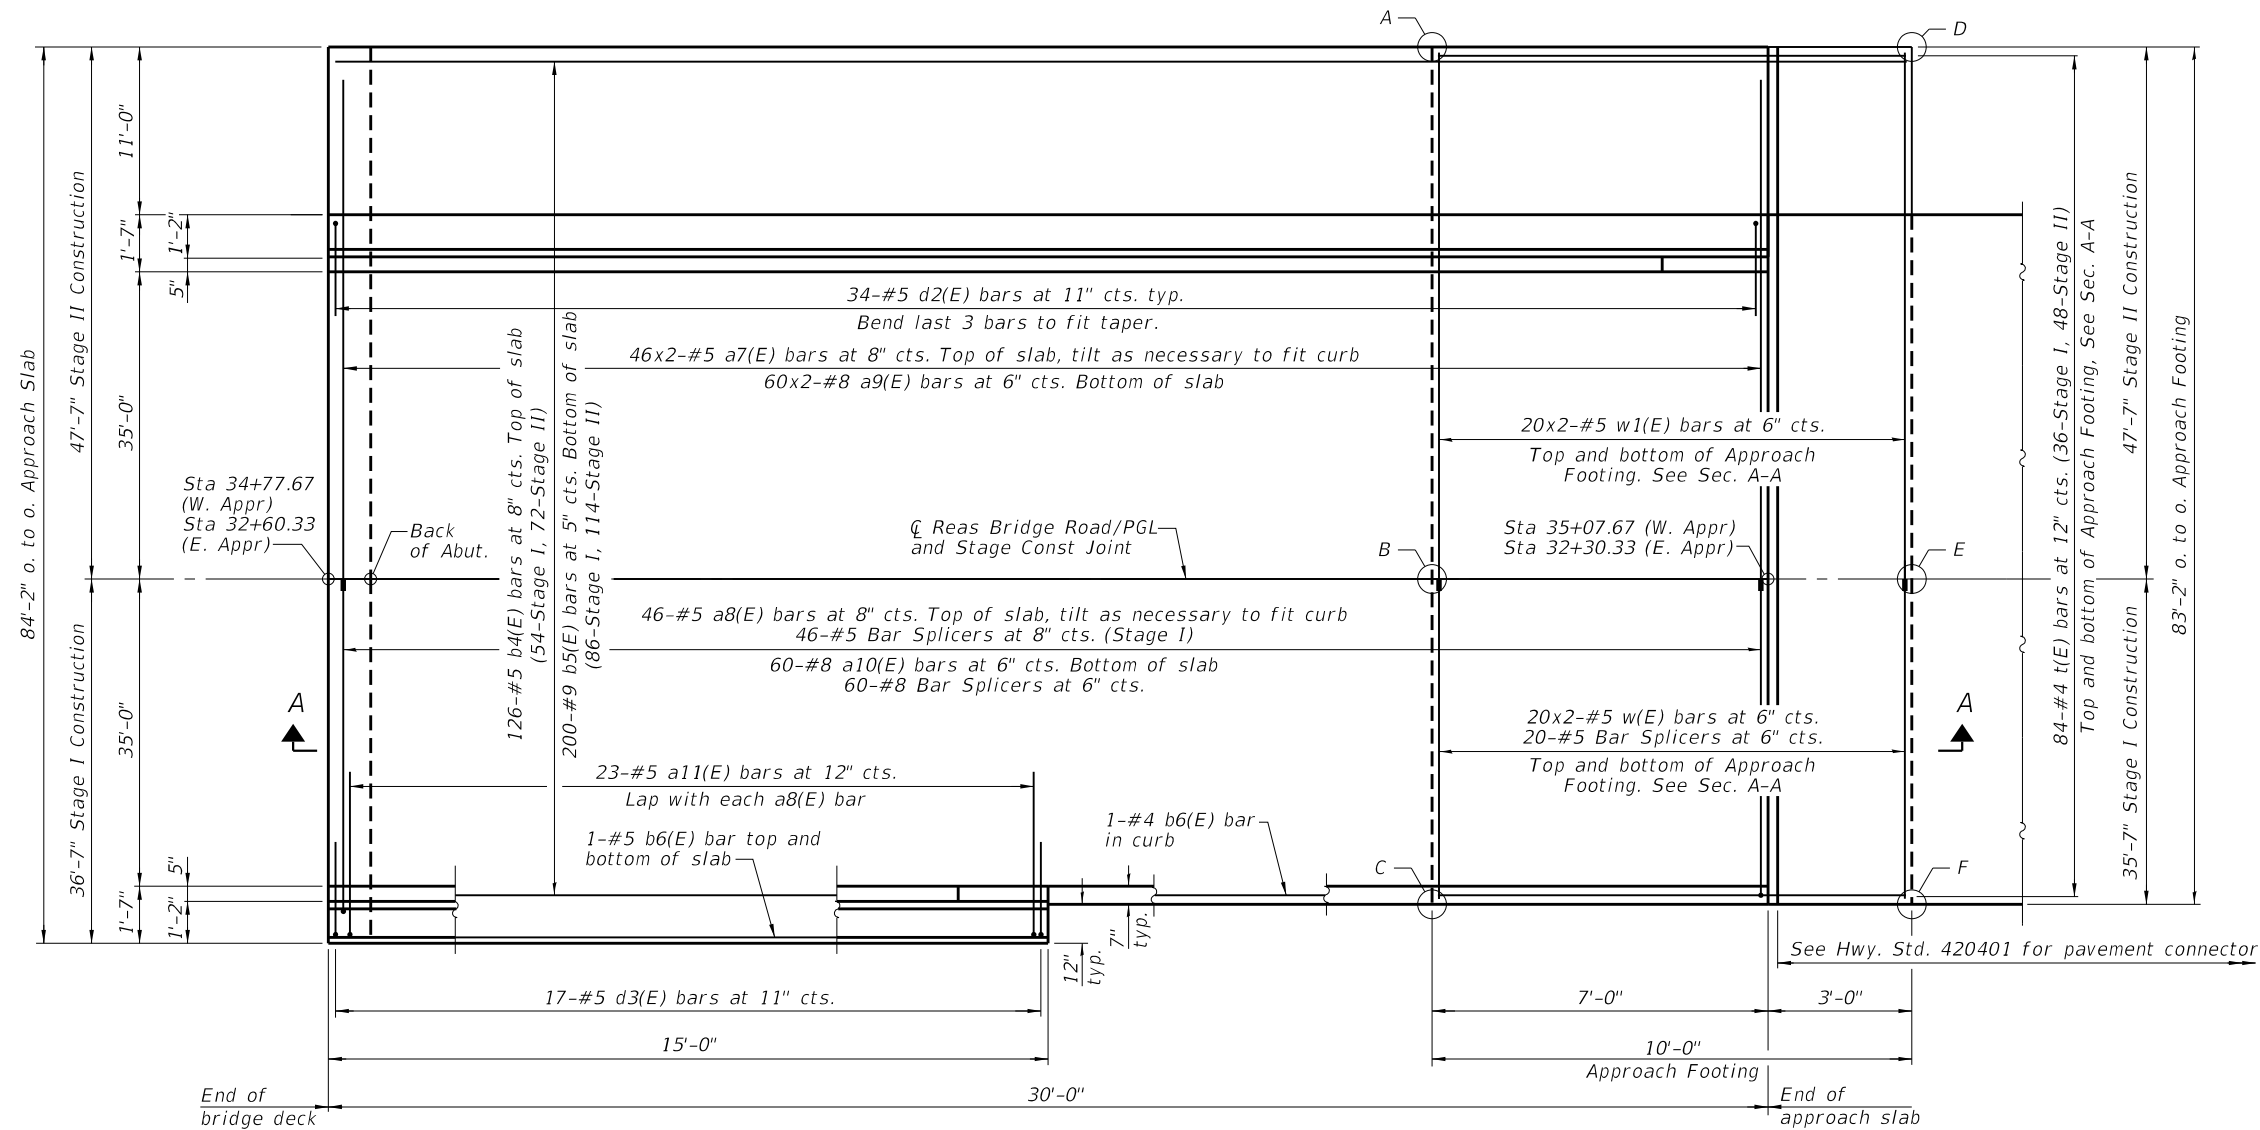 A
D
11'-0"
1'-7"
1'-2"
5"
47'-7" Stage II Construction
84'-2" o. to o. Approach Slab
35'-0"
34-#5 d2(E) bars at 11" cts. typ.
Bend last 3 bars to fit taper.
46x2-#5 a7(E) bars at 8" cts. Top of slab, tilt as necessary to fit curb
60x2-#8 a9(E) bars at 6" cts. Bottom of slab
126-#5 b4(E) bars at 8" cts. Top of slab
(54-Stage I, 72-Stage II)
200-#9 b5(E) bars at 5" cts. Bottom of slab
(86-Stage I, 114-Stage II)
20x2-#5 w1(E) bars at 6" cts.
Top and bottom of Approach
Footing. See Sec. A-A
84-#4 t(E) bars at 12" cts. (36-Stage I, 48-Stage II)
Top and bottom of Approach Footing, See Sec. A-A
47'-7" Stage II Construction
83'-2" o. to o. Approach Footing
Sta 34+77.67
(W. Appr)
Sta 32+60.33
(E. Appr)
Back
of Abut.
℄ Reas Bridge Road/PGL
and Stage Const Joint
B
Sta 35+07.67 (W. Appr)
Sta 32+30.33 (E. Appr)
E
46-#5 a8(E) bars at 8" cts. Top of slab, tilt as necessary to fit curb
46-#5 Bar Splicers at 8" cts. (Stage I)
60-#8 a10(E) bars at 6" cts. Bottom of slab
60-#8 Bar Splicers at 6" cts.
36'-7" Stage I Construction
35'-0"
A
A
20x2-#5 w(E) bars at 6" cts.
20-#5 Bar Splicers at 6" cts.
Top and bottom of Approach
Footing. See Sec. A-A
35'-7" Stage I Construction
23-#5 a11(E) bars at 12" cts.
Lap with each a8(E) bar
1-#5 b6(E) bar top and
bottom of slab
1-#4 b6(E) bar
in curb
C
F
5"
1'-7"
1'-2"
7"
typ.
12"
typ.
See Hwy. Std. 420401 for pavement connector
17-#5 d3(E) bars at 11" cts.
7'-0"
3'-0"
15'-0"
10'-0"
Approach Footing
End of
bridge deck
30'-0"
End of
approach slab